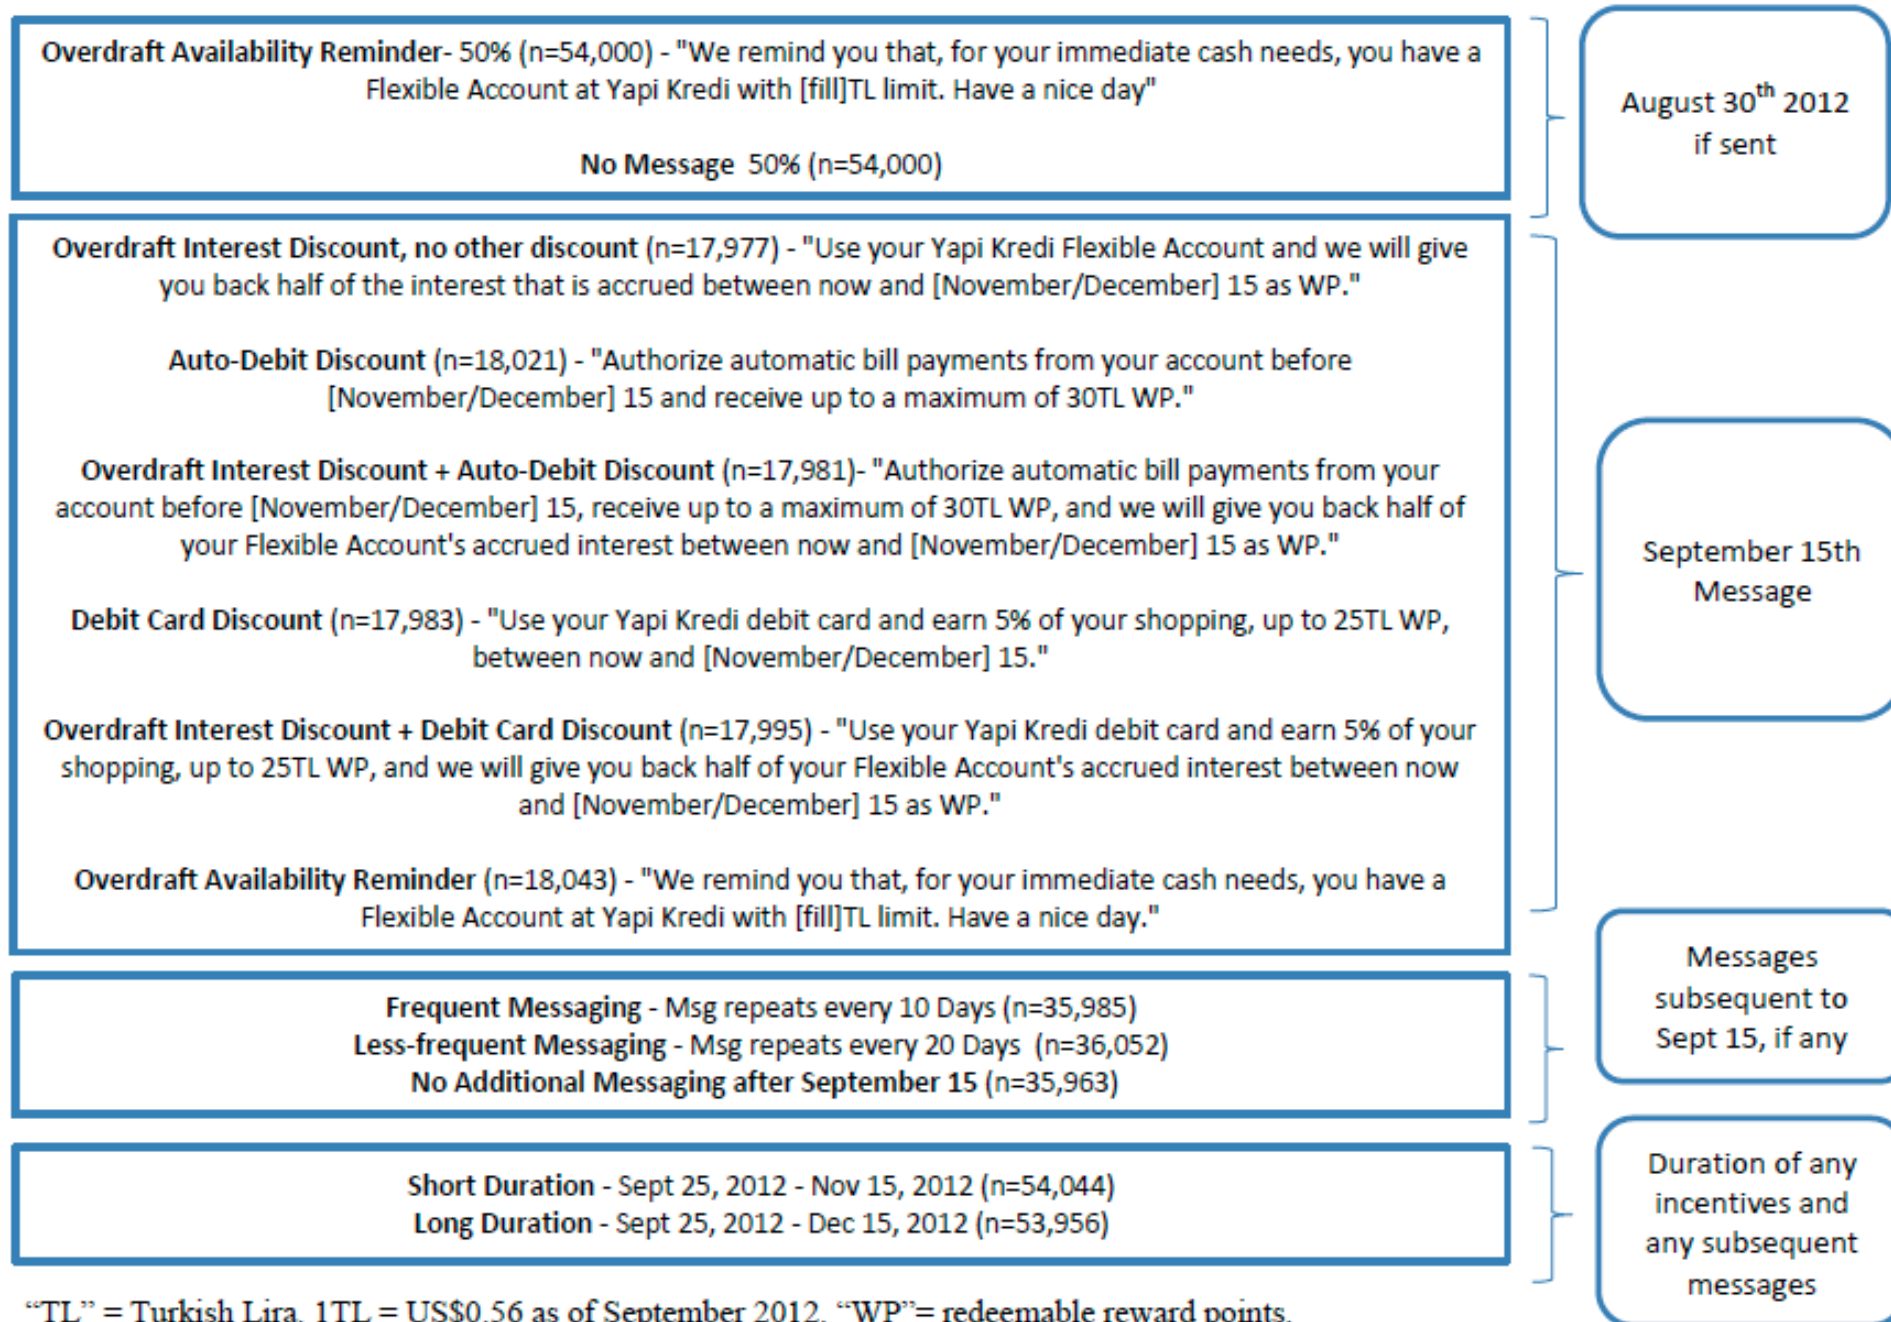 Overdraft Availability Reminder- 50% (n=54,000) - "We remind you that, for your immediate cash needs, you have a
Flexible Account at Yapi Kredi with [fill]TL limit. Have a nice day"
No Message 50% (n=54,000)
August 30th 2012
if sent
Overdraft Interest Discount, no other discount (n=17,977) - "Use your Yapi Kredi Flexible Account and we will give
you back half of the interest that is accrued between now and [November/December] 15 as WP."
Auto-Debit Discount (n=18,021) - "Authorize automatic bill payments from your account before
[November/December] 15 and receive up to a maximum of 30TL WP."
Overdraft Interest Discount + Auto-Debit Discount (n=17,981)- "Authorize automatic bill payments from your
account before [November/December] 15, receive up to a maximum of 30TL WP, and we will give you back half of
your Flexible Account's accrued interest between now and [November/December] 15 as WP."
Debit Card Discount (n=17,983) - "Use your Yapi Kredi debit card and earn 5% of your shopping, up to 25TL WP,
between now and [November/December] 15."
Overdraft Interest Discount + Debit Card Discount (n=17,995) - "Use your Yapi Kredi debit card and earn 5% of your
shopping, up to 25TL WP, and we will give you back half of your Flexible Account's accrued interest between now
and [November/December] 15 as WP."
Overdraft Availability Reminder (n=18,043) - "We remind you that, for your immediate cash needs, you have a
Flexible Account at Yapi Kredi with [fill]TL limit. Have a nice day."
September 15th
Message
Frequent Messaging - Msg repeats every 10 Days (n=35,985)
Less-frequent Messaging - Msg repeats every 20 Days (n=36,052)
No Additional Messaging after September 15 (n=35,963)
Messages
subsequent to
Sept 15, if any
Short Duration - Sept 25, 2012 - Nov 15, 2012 (n=54,044)
Long Duration - Sept 25, 2012 - Dec 15, 2012 (n=53,956)
Duration of any
incentives and
any subsequent
messages
"TL" = Turkish Lira. 1TL = US$0.56 as of September 2012. "WP"= redeemable reward points.